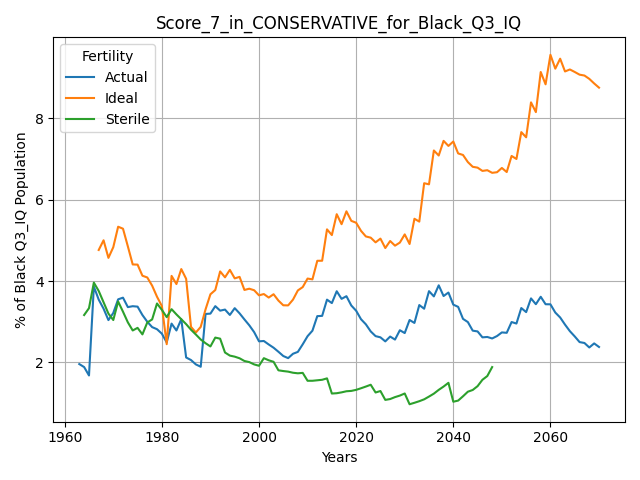 Score_7_in_CONSERVATIVE_for_Black_Q3_IQ
Fertility
Actual
Ideal
Sterile
% of Black Q3_IQ Population
8
6
4
2
1960 1980 2000 2020 2040 2060
Years